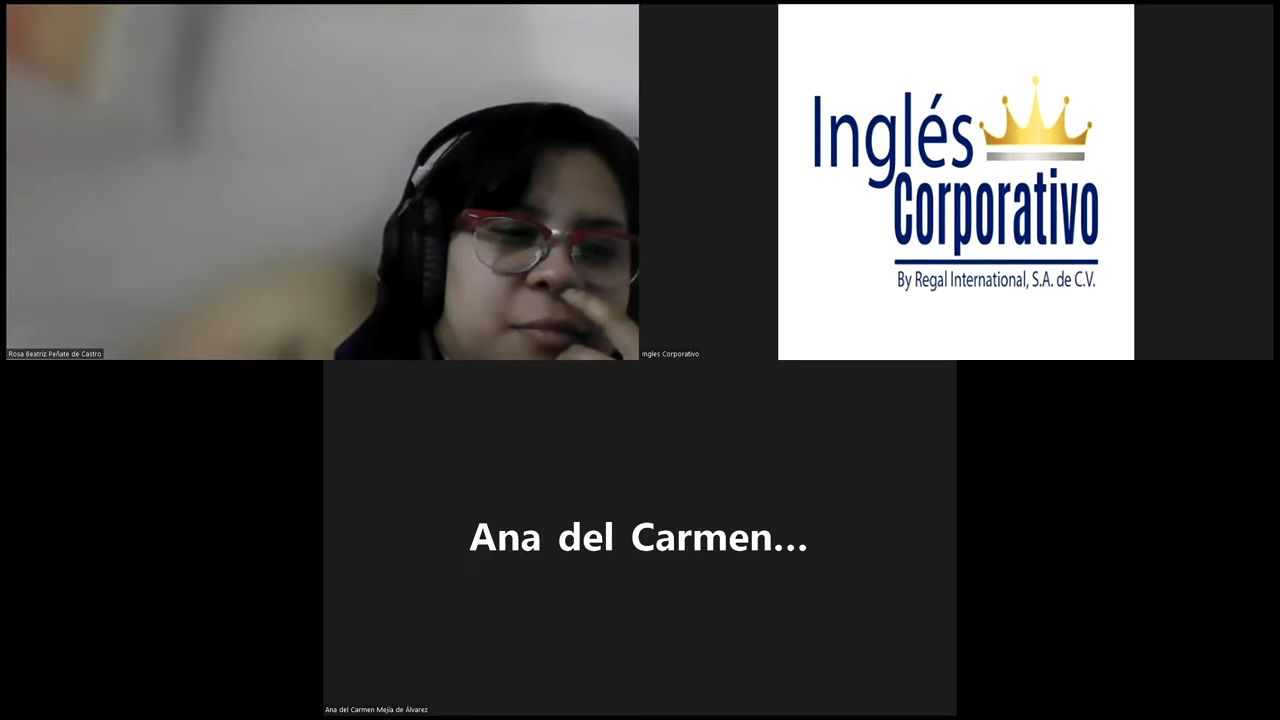 Inglés
Corporativo
By Regal International, S.A. de C.V.
Rosa Beatriz Peñate de Castro
Ingles Corporativo
Ana del Carmen...
Ana del Carmen Mejía de Álvarez